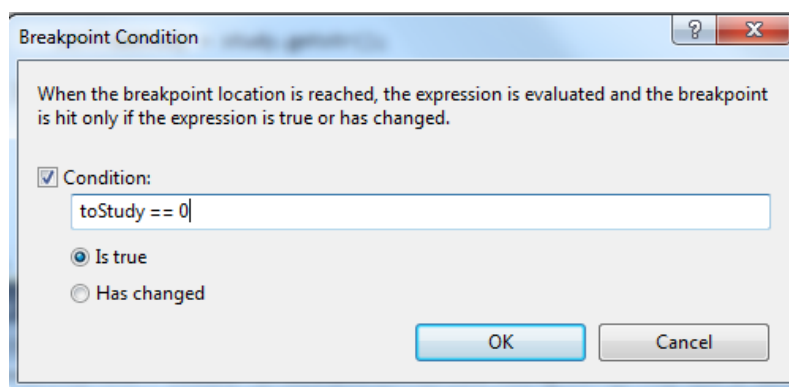 Breakpoint Condition
When the breakpoint location is reached, the expression is evaluated and the breakpoint
is hit only if the expression is true or has changed.
Condition:
toStudy == 0
Is true
Has changed
OK Cancel